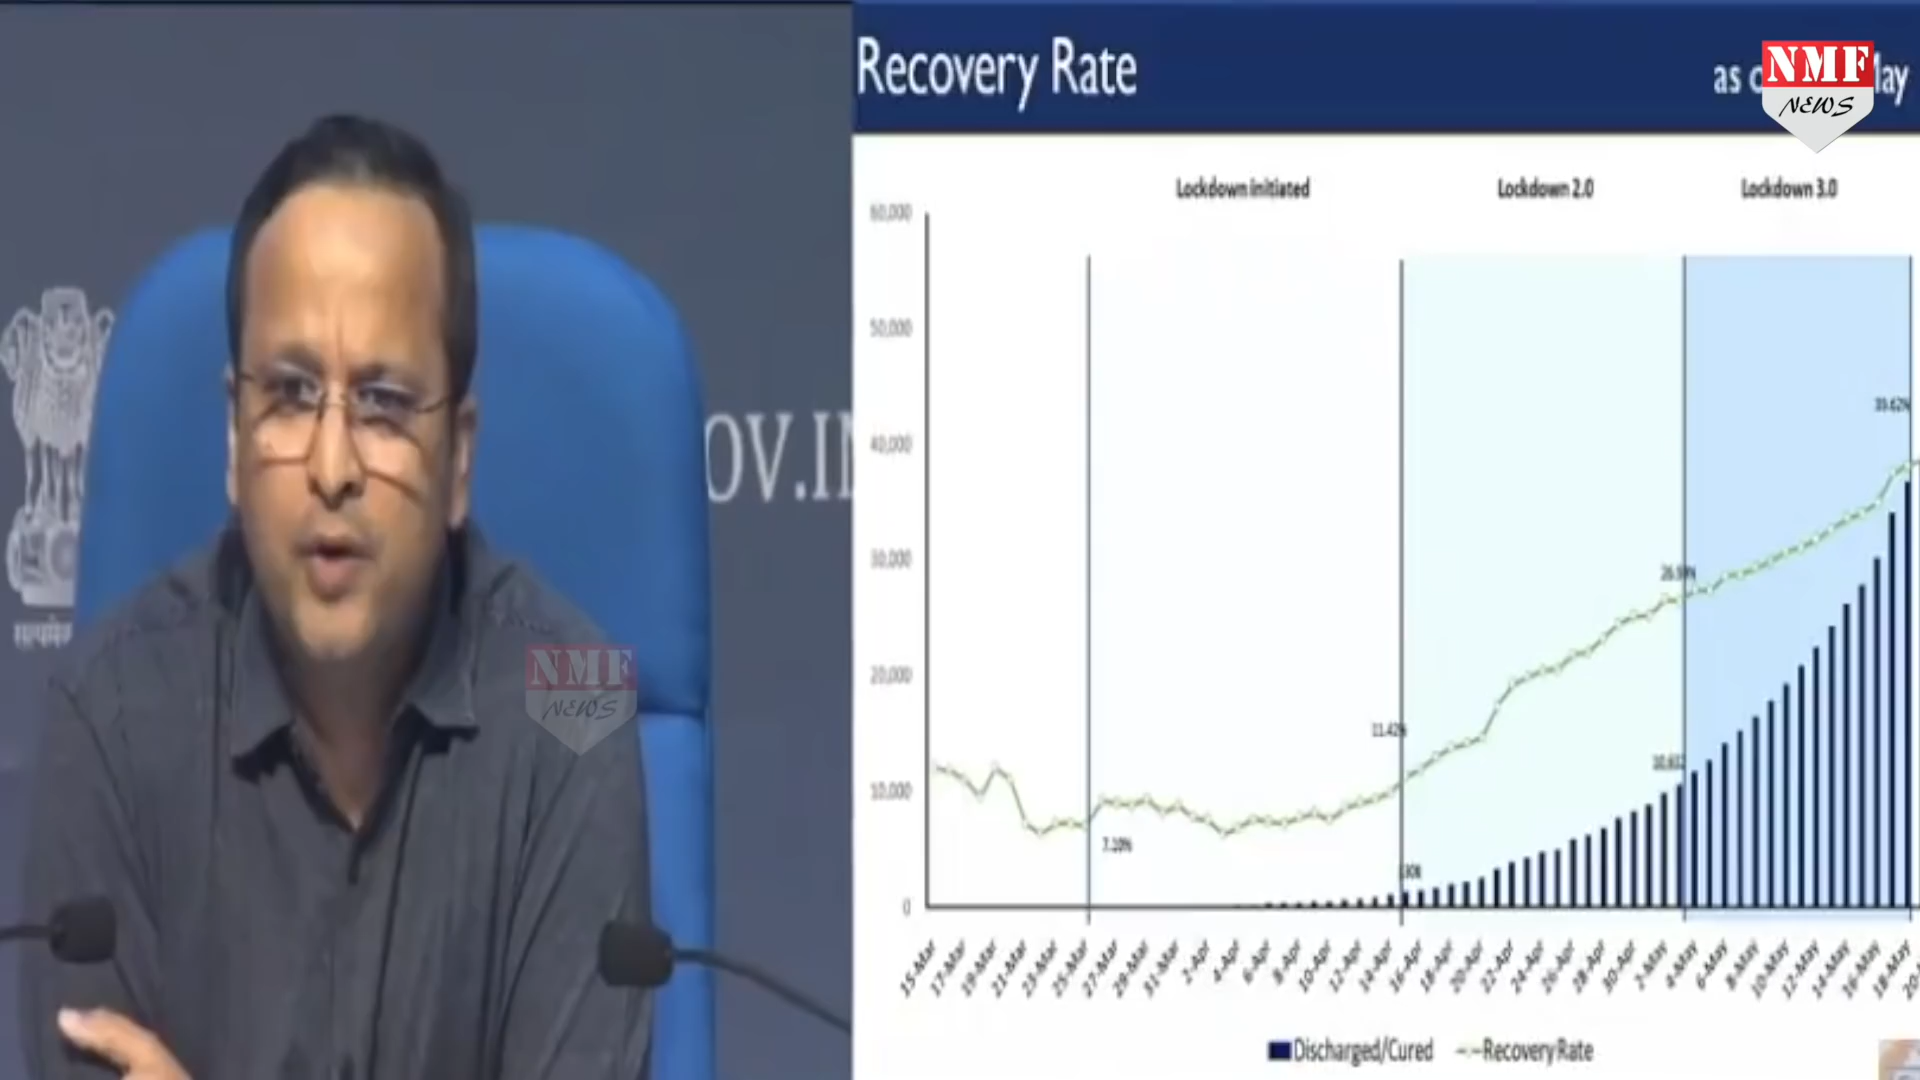 Recovery Rate
NMF
NEWS
Lockdown initiated
Lockdown 2.0
Lockdown 3.0
60,000
50,000
40,000
30,000
20,000
10,000
0
39.62%
11.42%
7.10%
15-Mar
17-Mar
19-Mar
21-Mar
23-Mar
25-Mar
27-Mar
29-Mar
31-Mar
2-Apr
4-Apr
6-Apr
8-Apr
10-Apr
12-Apr
14-Apr
16-Apr
18-Apr
20-Apr
22-Apr
24-Apr
26-Apr
28-Apr
30-Apr
2-May
4-May
6-May
8-May
10-May
12-May
14-May
16-May
18-May
Discharged/Cured
Recovery Rate
OV.I
NMF
NEWS